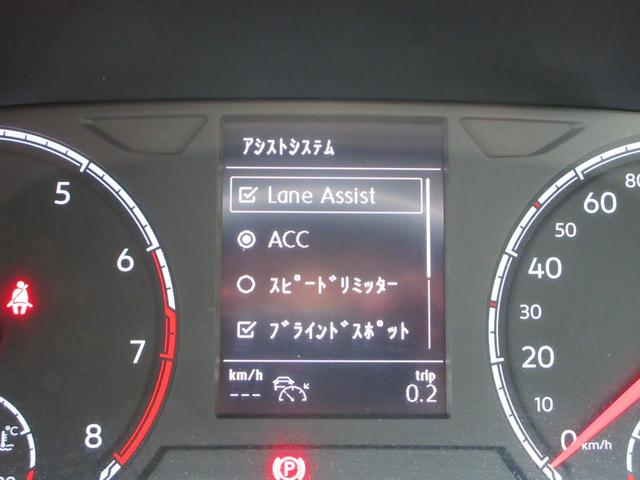 アシストシステム
Lane Assist
ACC
スピードリミッター
ブラインドスポット
km/h
trip
---
0.2
5
6
7
8
°C
80
60
50
40
30
20
10
0 km/h
P